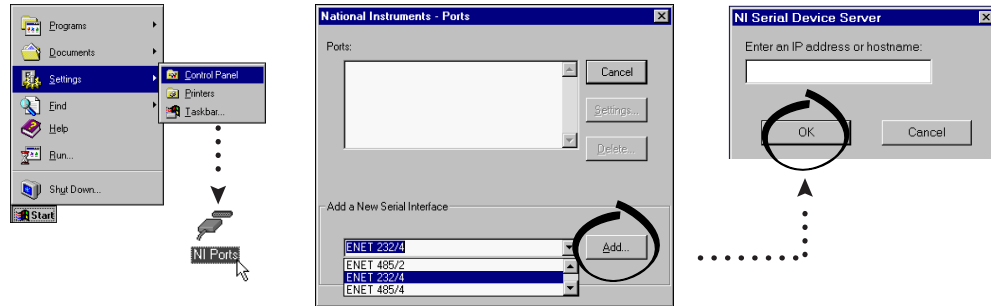 Programs
Documents
Settings
Find
Help
Run...
Shut Down...
Start
Control Panel
Printers
Taskbar...
NI Ports
National Instruments - Ports
Ports:
Cancel
Settings...
Delete...
Add a New Serial Interface
ENET 232/4
Add...
ENET 485/2
ENET 232/4
ENET 485/4
NI Serial Device Server
Enter an IP address or hostname:
OK
Cancel